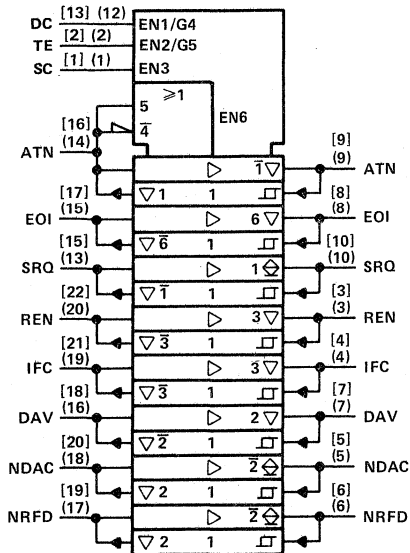 DC [13] (12) EN1/G4
TE [2] (2) EN2/G5
SC [1] (1) EN3
≥1
5 EN6
[16] 4̅
ATN (14) [9]
▷ 1̅ ▽ (9) ATN
[17] ▽ 1 1 [8]
EOI (15) ▷ 6 ▽ (8) EOI
[15] ▽ 6̅ 1 [10]
SRQ (13) ▷ 1 (10) SRQ
[22] ▽ 1̅ 1 [3]
REN (20) ▷ 3 ▽ (3) REN
[21] ▽ 3̅ 1 [4]
IFC (19) ▷ 3 ▽ (4) IFC
[18] ▽ 3̅ 1 [7]
DAV (16) ▷ 2 ▽ (7) DAV
[20] ▽ 2̅ 1 [5]
NDAC (18) ▷ 2̅ (5) NDAC
[19] ▽ 2 1 [6]
NRFD (17) ▷ 2̅ (6) NRFD
▽ 2 1